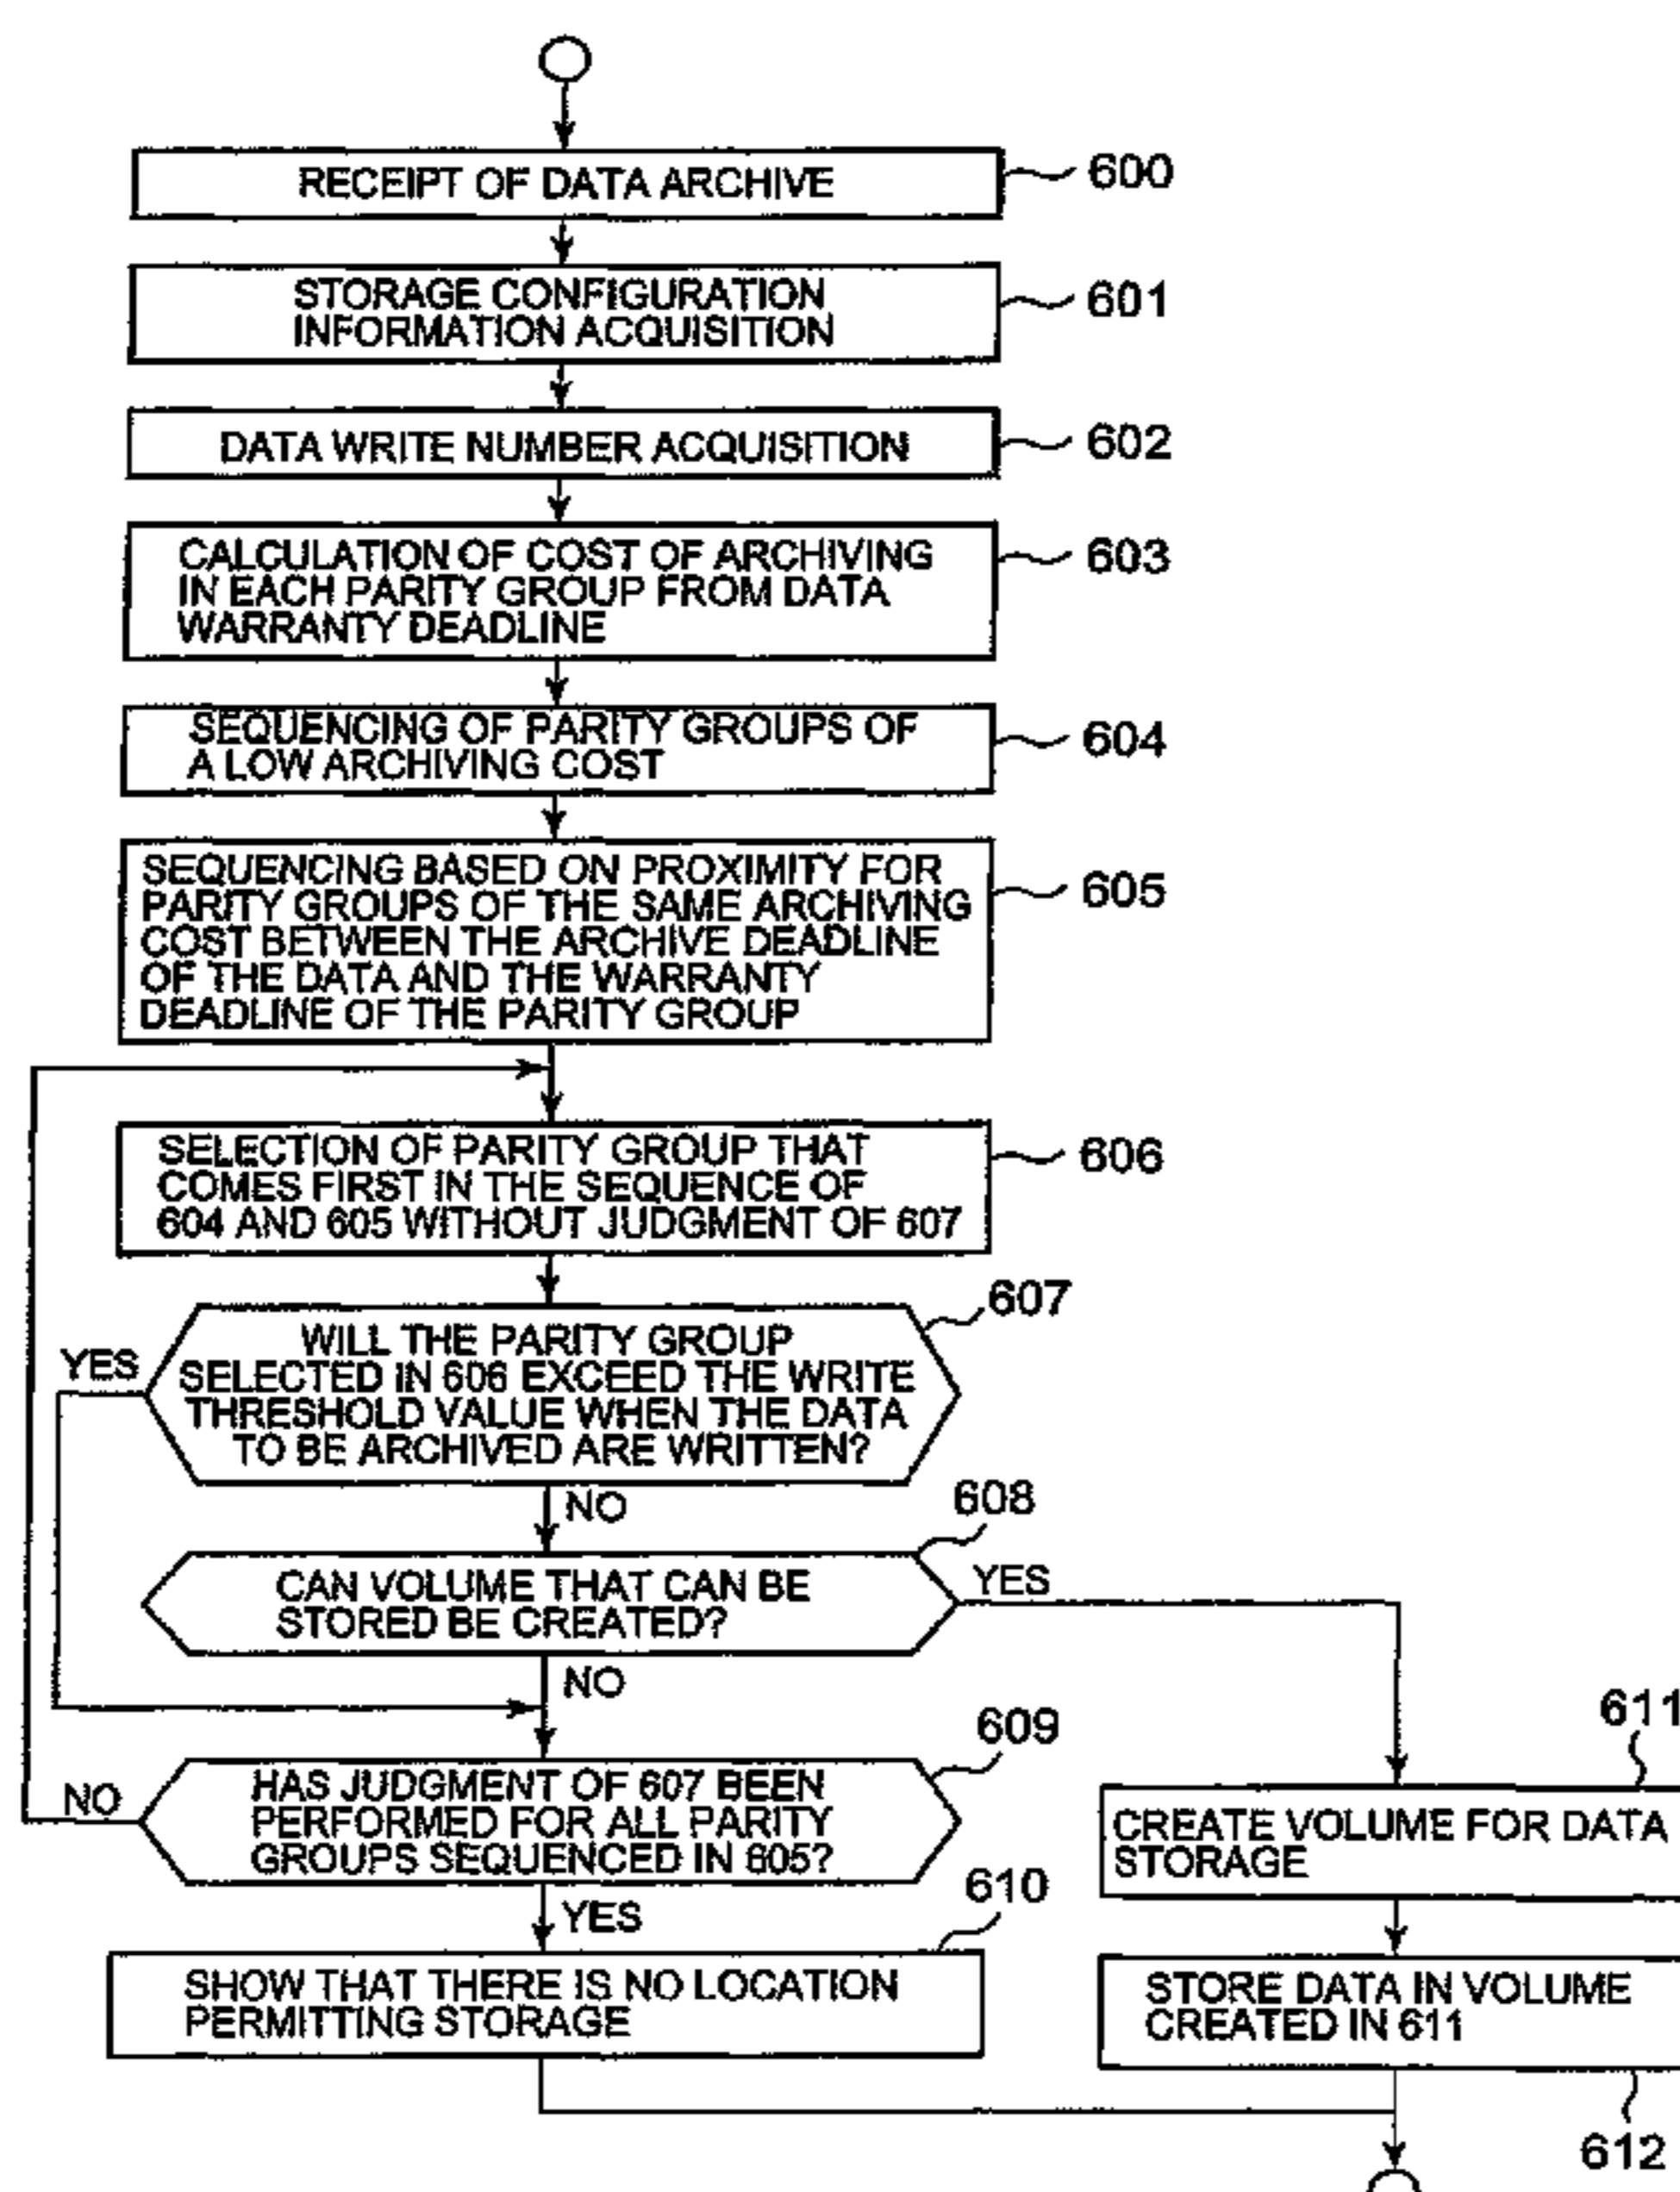 RECEIPT OF DATA ARCHIVE
600
STORAGE CONFIGURATION
INFORMATION ACQUISITION
601
DATA WRITE NUMBER ACQUISITION
602
CALCULATION OF COST OF ARCHIVING
IN EACH PARITY GROUP FROM DATA
WARRANTY DEADLINE
603
SEQUENCING OF PARITY GROUPS OF
A LOW ARCHIVING COST
604
SEQUENCING BASED ON PROXIMITY FOR
PARITY GROUPS OF THE SAME ARCHIVING
COST BETWEEN THE ARCHIVE DEADLINE
OF THE DATA AND THE WARRANTY
DEADLINE OF THE PARITY GROUP
605
SELECTION OF PARITY GROUP THAT
COMES FIRST IN THE SEQUENCE OF
604 AND 605 WITHOUT JUDGMENT OF 607
606
607
YES
WILL THE PARITY GROUP
SELECTED IN 606 EXCEED THE WRITE
THRESHOLD VALUE WHEN THE DATA
TO BE ARCHIVED ARE WRITTEN?
NO
608
CAN VOLUME THAT CAN BE
STORED BE CREATED?
YES
NO
609
NO
HAS JUDGMENT OF 607 BEEN
PERFORMED FOR ALL PARITY
GROUPS SEQUENCED IN 605?
YES
610
SHOW THAT THERE IS NO LOCATION
PERMITTING STORAGE
611
CREATE VOLUME FOR DATA
STORAGE
STORE DATA IN VOLUME
CREATED IN 611
612